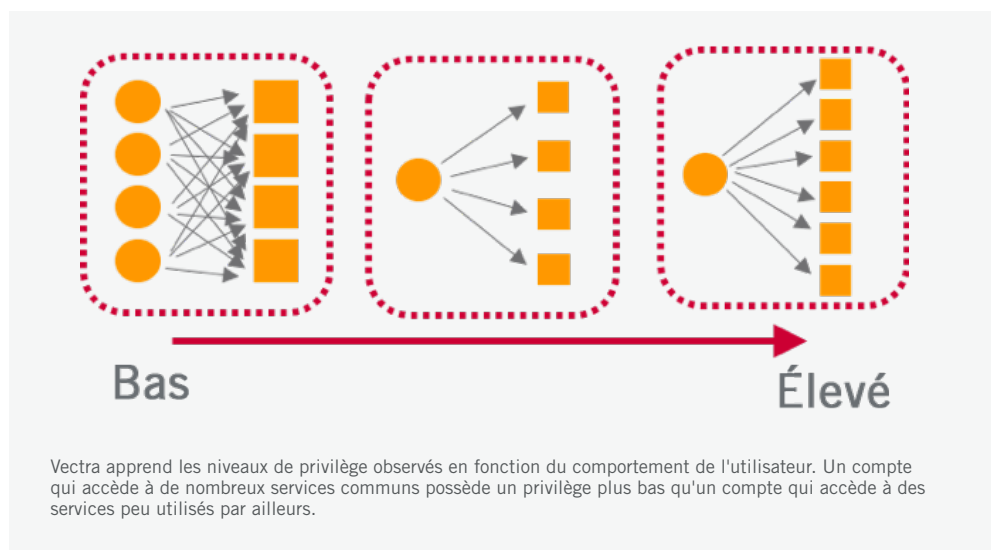 Bas
Élevé
Vectra apprend les niveaux de privilège observés en fonction du comportement de l'utilisateur. Un compte
qui accède à de nombreux services communs possède un privilège plus bas qu'un compte qui accède à des
services peu utilisés par ailleurs.